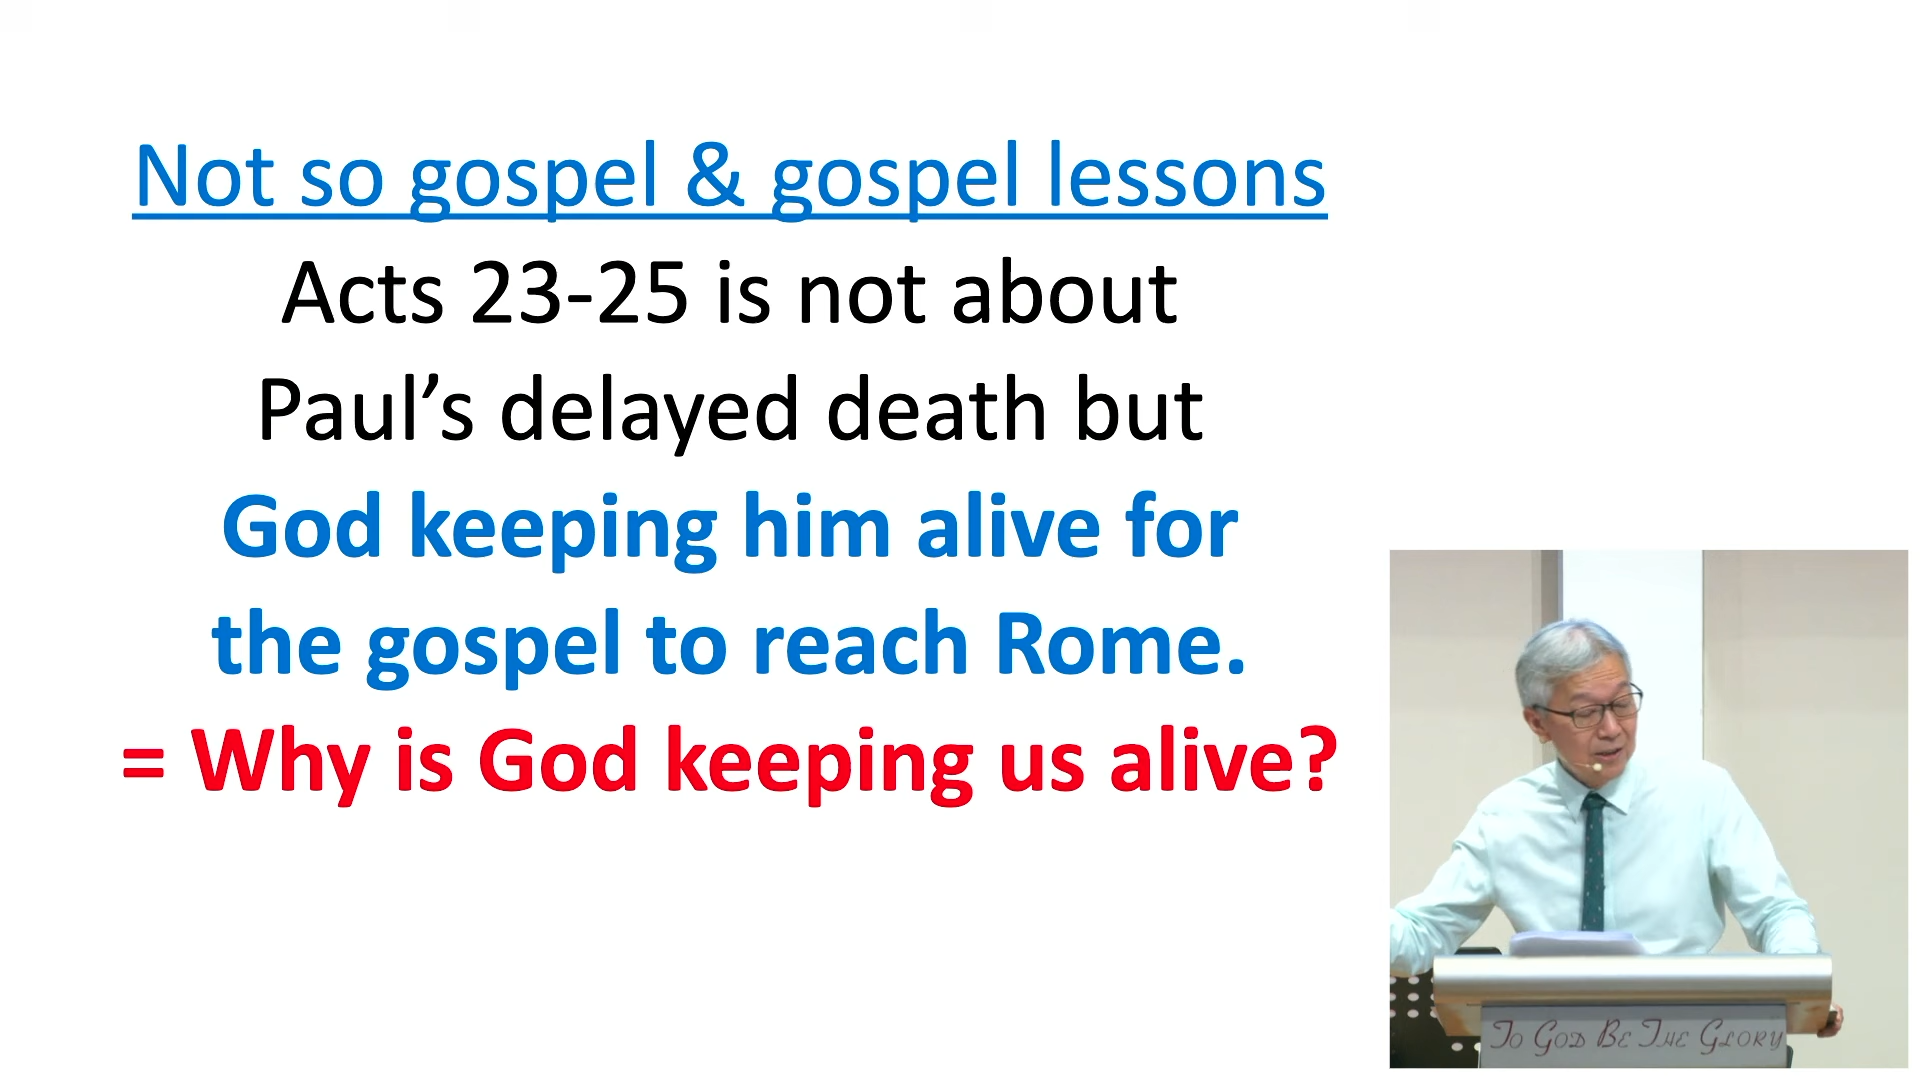 Not so gospel & gospel lessons
Acts 23-25 is not about
Paul’s delayed death but
God keeping him alive for
the gospel to reach Rome.
= Why is God keeping us alive?
To God Be The Glory